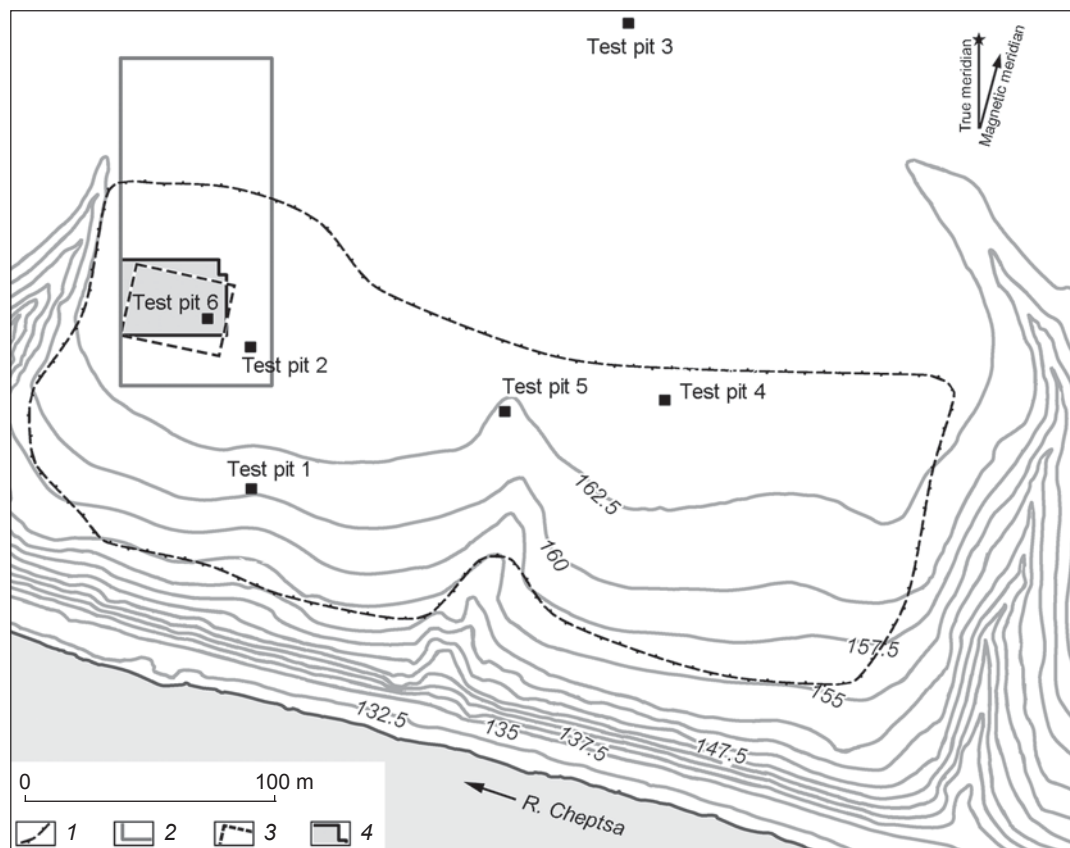 Test pit 3
True meridian
Magnetic meridian
Test pit 6
Test pit 2
Test pit 5
Test pit 4
Test pit 1
162.5
160
157.5
155
132.5
135
137.5
147.5
0 100 m
R. Cheptsa
1 2 3 4